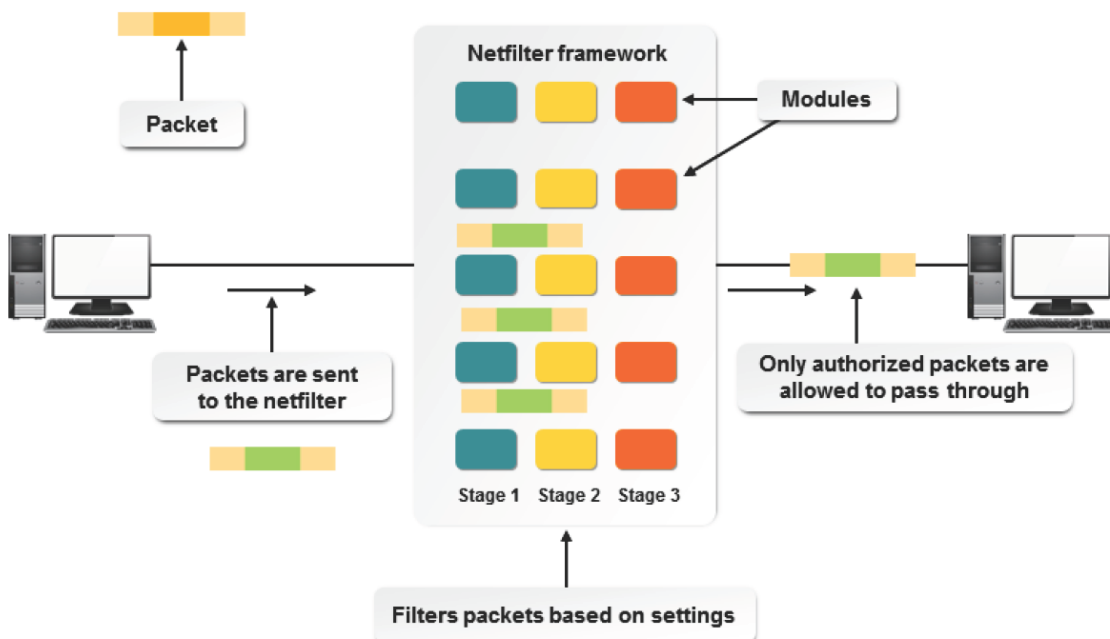 Netfilter framework
Packet
Modules
Packets are sent
to the netfilter
Only authorized packets are
allowed to pass through
Stage 1 Stage 2 Stage 3
Filters packets based on settings